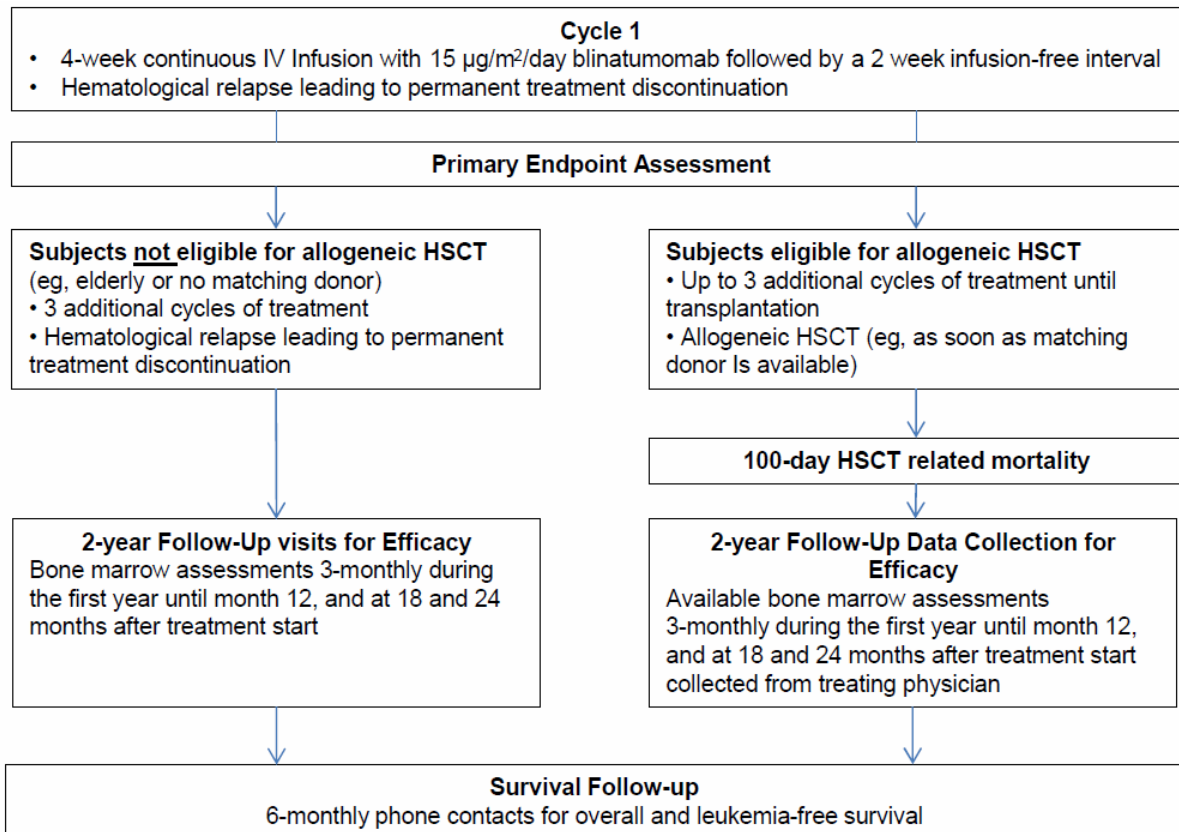 Cycle 1
• 4-week continuous IV Infusion with 15 µg/m²/day blinatumomab followed by a 2 week infusion-free interval
• Hematological relapse leading to permanent treatment discontinuation
Primary Endpoint Assessment
Subjects not eligible for allogeneic HSCT
(eg, elderly or no matching donor)
• 3 additional cycles of treatment
• Hematological relapse leading to permanent
treatment discontinuation
Subjects eligible for allogeneic HSCT
• Up to 3 additional cycles of treatment until
transplantation
• Allogeneic HSCT (eg, as soon as matching
donor Is available)
100-day HSCT related mortality
2-year Follow-Up visits for Efficacy
Bone marrow assessments 3-monthly during
the first year until month 12, and at 18 and 24
months after treatment start
2-year Follow-Up Data Collection for
Efficacy
Available bone marrow assessments
3-monthly during the first year until month 12,
and at 18 and 24 months after treatment start
collected from treating physician
Survival Follow-up
6-monthly phone contacts for overall and leukemia-free survival